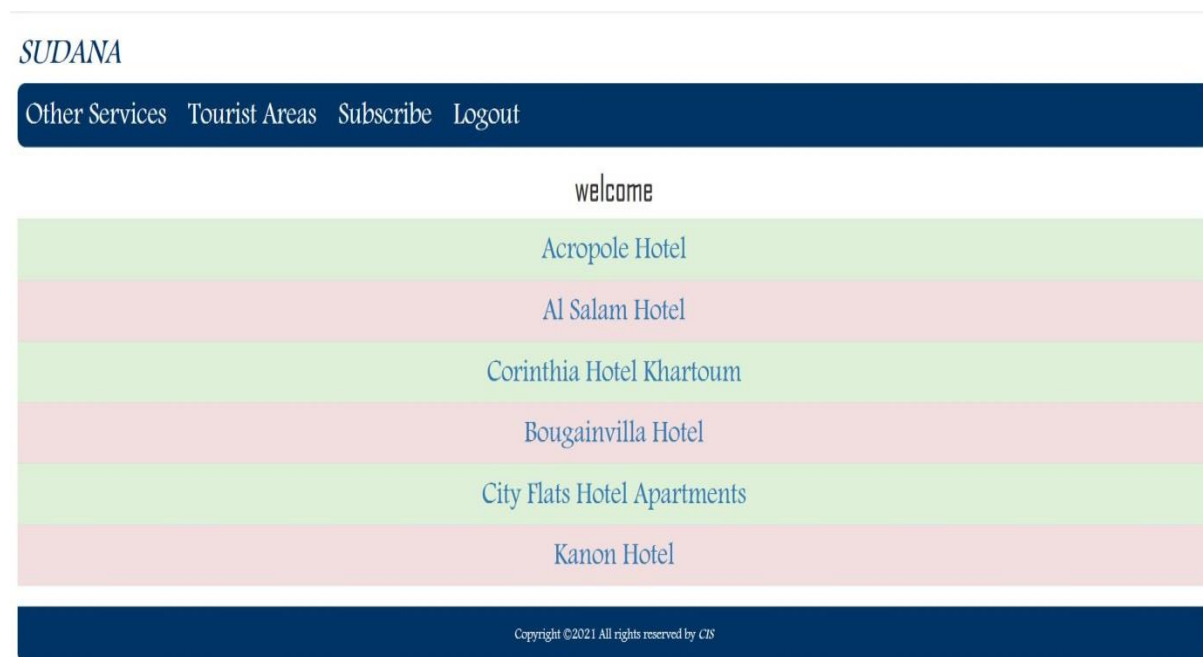 SUDANA
Other Services Tourist Areas Subscribe Logout
welcome
Acropole Hotel
Al Salam Hotel
Corinthia Hotel Khartoum
Bougainvilla Hotel
City Flats Hotel Apartments
Kanon Hotel
Copyright ©2021 All rights reserved by CIS